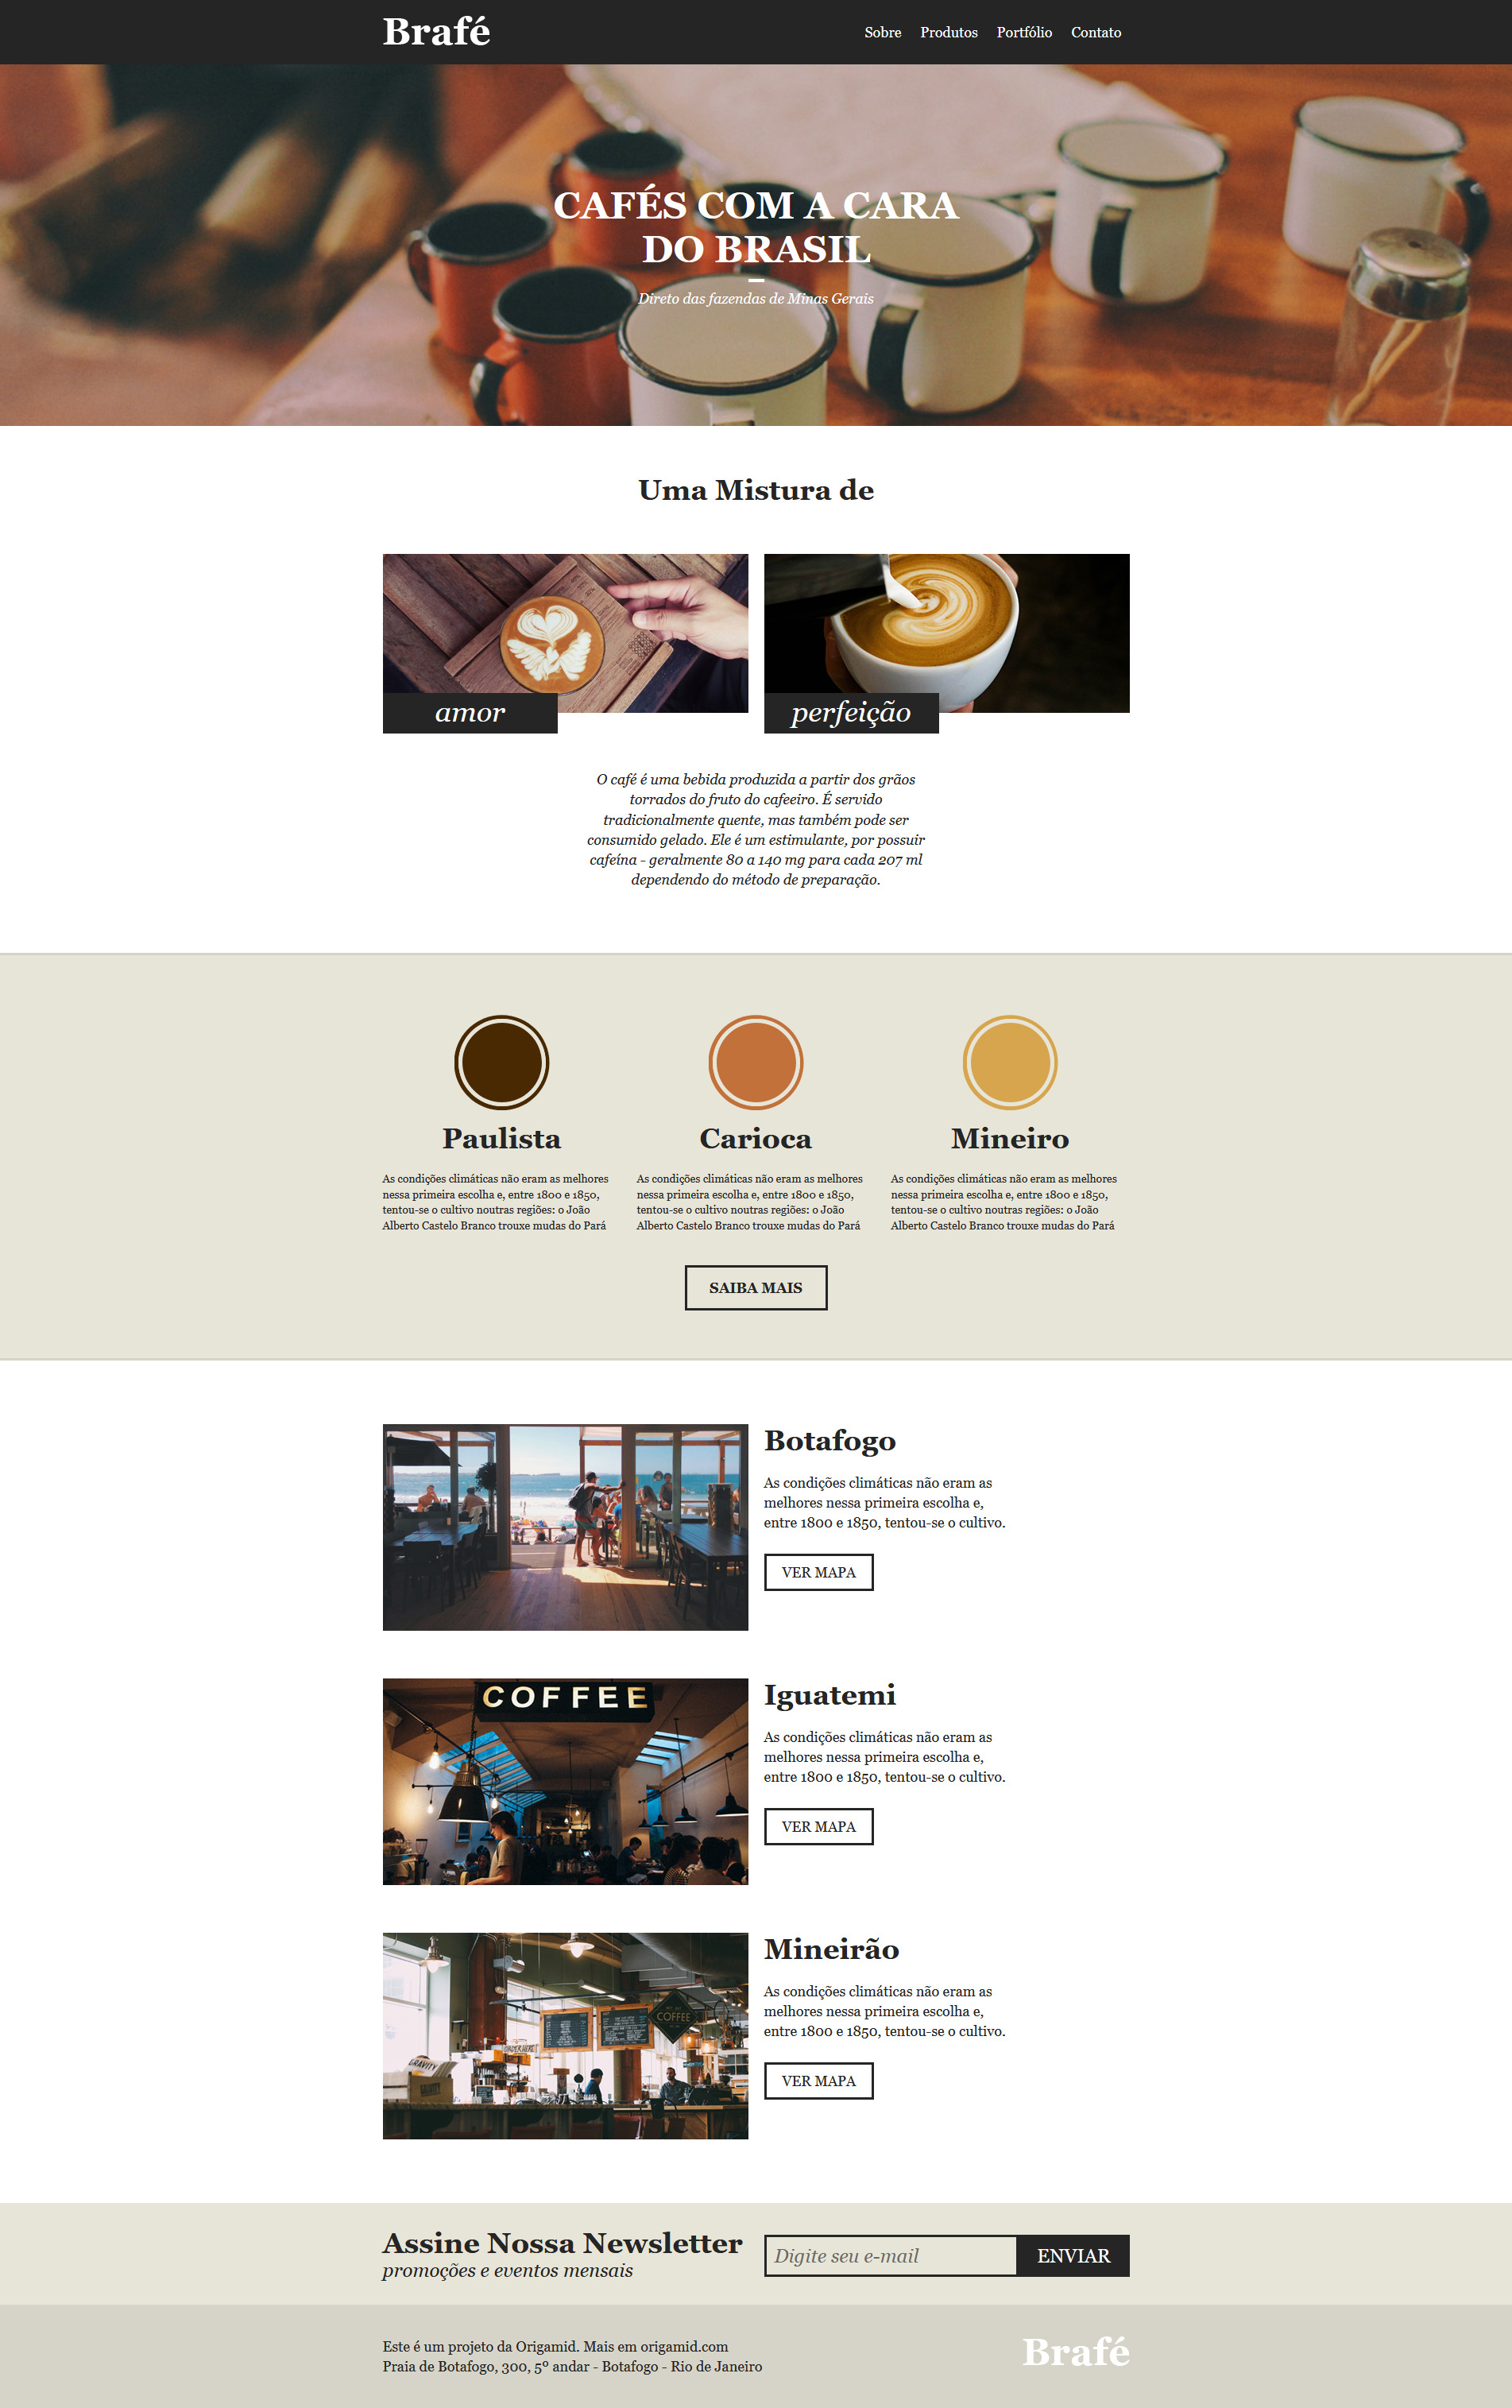 Brafé
Sobre Produtos Portfólio Contato
CAFÉS COM A CARA
DO BRASIL
Direto das fazendas de Minas Gerais
Uma Mistura de
amor
perfeição
O café é uma bebida produzida a partir dos grãos
torrados do fruto do cafeeiro. É servido
tradicionalmente quente, mas também pode ser
consumido gelado. Ele é um estimulante, por possuir
cafeína - geralmente 80 a 140 mg para cada 207 ml
dependendo do método de preparação.
Paulista
As condições climáticas não eram as melhores
nessa primeira escolha e, entre 1800 e 1850,
tentou-se o cultivo noutras regiões: o João
Alberto Castelo Branco trouxe mudas do Pará
Carioca
As condições climáticas não eram as melhores
nessa primeira escolha e, entre 1800 e 1850,
tentou-se o cultivo noutras regiões: o João
Alberto Castelo Branco trouxe mudas do Pará
Mineiro
As condições climáticas não eram as melhores
nessa primeira escolha e, entre 1800 e 1850,
tentou-se o cultivo noutras regiões: o João
Alberto Castelo Branco trouxe mudas do Pará
SAIBA MAIS
Botafogo
As condições climáticas não eram as
melhores nessa primeira escolha e,
entre 1800 e 1850, tentou-se o cultivo.
VER MAPA
COFFEE
Iguatemi
As condições climáticas não eram as
melhores nessa primeira escolha e,
entre 1800 e 1850, tentou-se o cultivo.
VER MAPA
COFFEE
GRAVITY
Mineirão
As condições climáticas não eram as
melhores nessa primeira escolha e,
entre 1800 e 1850, tentou-se o cultivo.
VER MAPA
Assine Nossa Newsletter
promoções e eventos mensais
Digite seu e-mail
ENVIAR
Este é um projeto da Origamid. Mais em origamid.com
Praia de Botafogo, 300, 5º andar - Botafogo - Rio de Janeiro
Brafé